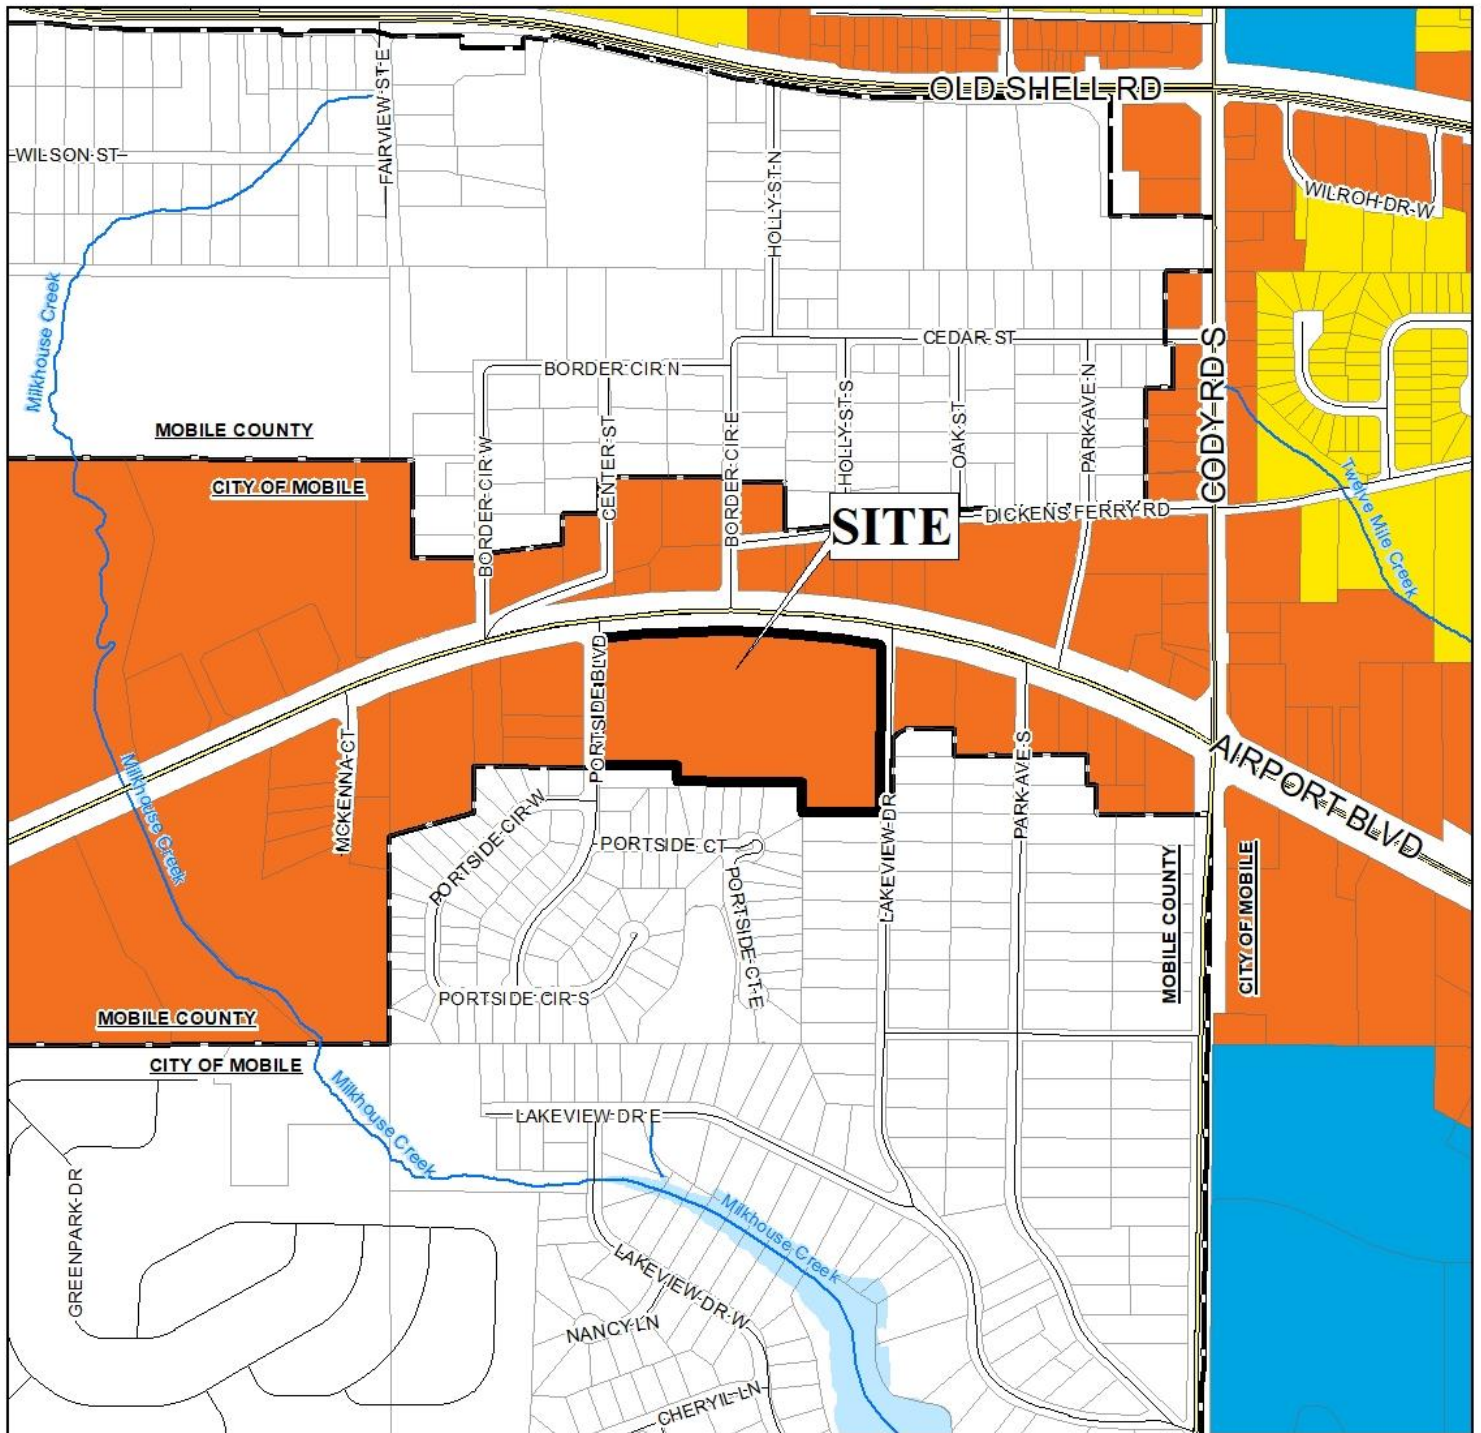 OLD SHELL RD
FAIRVIEW ST E
WILSON ST
HOLLY ST N
WILROH DR W
Milkhouse Creek
CEDAR ST
BORDER CIR N
CODY RD S
HOLLY ST S
OAK ST
PARK AVE N
BORDER CIR W
CENTER ST
BORDER CIR E
MOBILE COUNTY
CITY OF MOBILE
Twelve Mile Creek
DICKENS FERRY RD
SITE
PORTSIDE BLVD
MCKENNA CT
PARK AVE S
AIRPORT BLVD
Milkhouse Creek
PORTSIDE CIR W
PORTSIDE CT
LAKEVIEW DR
PORTSIDE CT E
MOBILE COUNTY
CITY OF MOBILE
PORTSIDE CIR S
MOBILE COUNTY
CITY OF MOBILE
Milkhouse Creek
LAKEVIEW DR E
GREENPARK DR
Milkhouse Creek
LAKEVIEW DR W
NANCY LN
CHERYIL LN